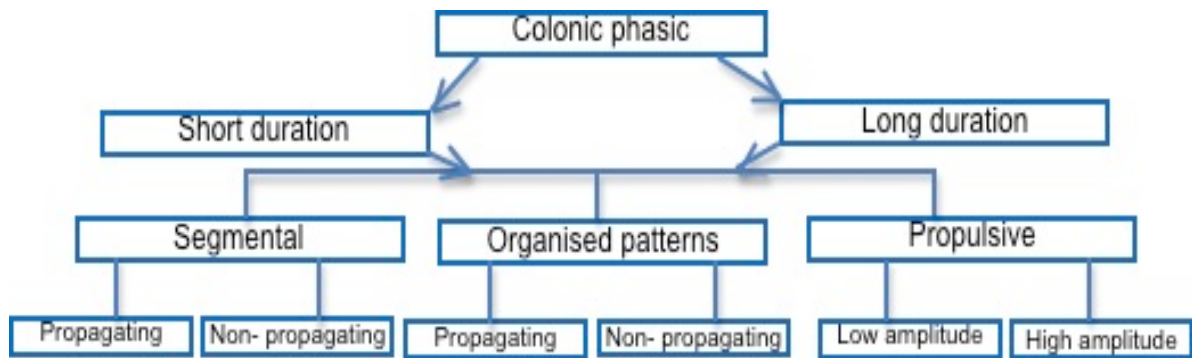 Colonic phasic
Short duration
Long duration
Segmental
Organised patterns
Propulsive
Propagating
Non- propagating
Propagating
Non- propagating
Low amplitude
High amplitude